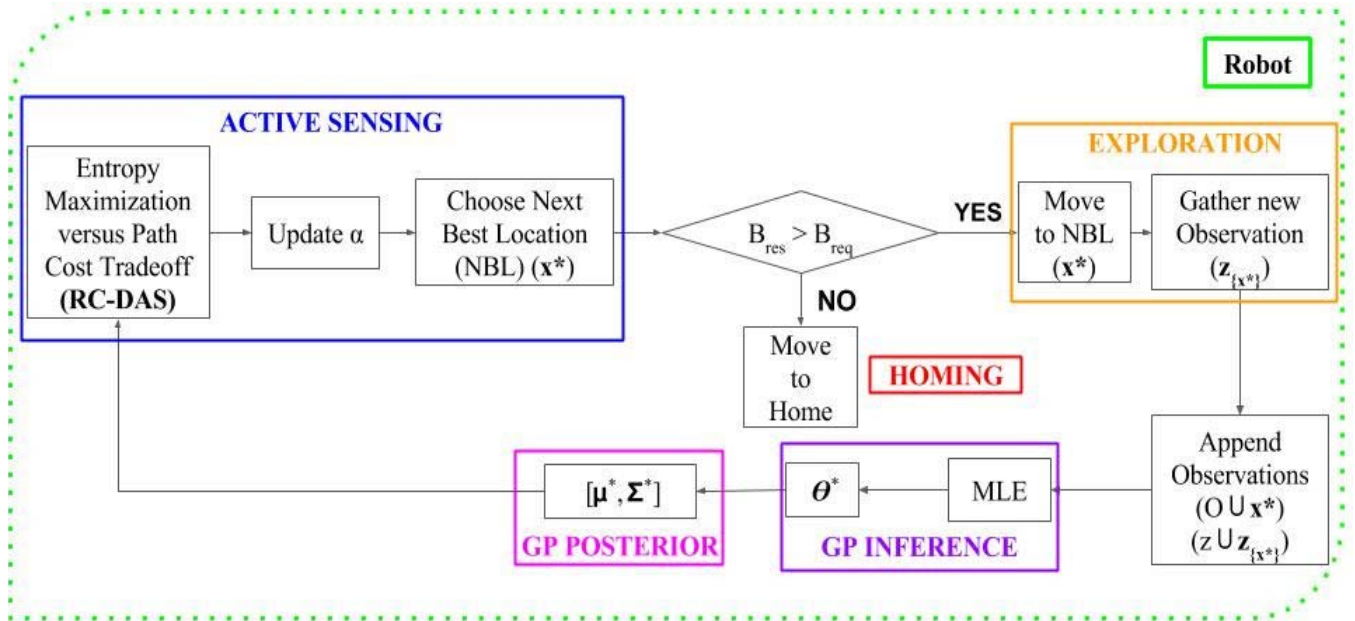 Robot
ACTIVE SENSING
Entropy
Maximization
versus Path
Cost Tradeoff
(RC-DAS)
Update α
Choose Next
Best Location
(NBL) (x*)
B_res > B_req
YES
NO
EXPLORATION
Move
to NBL
(x*)
Gather new
Observation
(z_{x*})
Move
to
Home
HOMING
Append
Observations
(O ∪ x*)
(z ∪ z_{x*})
MLE
θ*
GP INFERENCE
[μ*, Σ*]
GP POSTERIOR